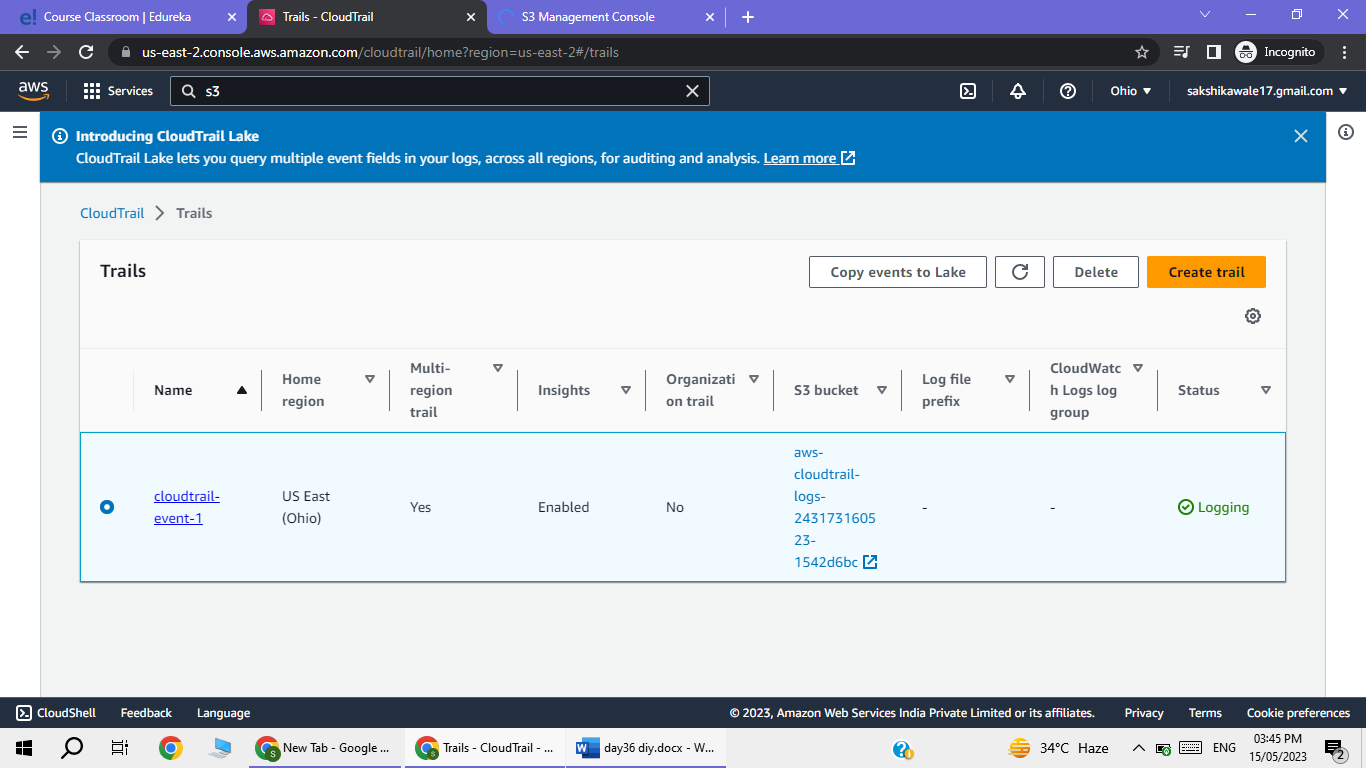 Course Classroom | Edureka
Trails - CloudTrail
S3 Management Console
us-east-2.console.aws.amazon.com/cloudtrail/home?region=us-east-2#/trails
Incognito
aws
Services
s3
Ohio
sakshikawale17.gmail.com
Introducing CloudTrail Lake
CloudTrail Lake lets you query multiple event fields in your logs, across all regions, for auditing and analysis. Learn more
CloudTrail
Trails
Trails
Copy events to Lake
Delete
Create trail
Name
Home
region
Multi-
region
trail
Insights
Organizati
on trail
S3 bucket
Log file
prefix
CloudWatc
h Logs log
group
Status
cloudtrail-
event-1
US East
(Ohio)
Yes
Enabled
No
aws-
cloudtrail-
logs-
2431731605
23-
1542d6bc
-
-
Logging
CloudShell
Feedback
Language
© 2023, Amazon Web Services India Private Limited or its affiliates.
Privacy
Terms
Cookie preferences
New Tab - Google ...
Trails - CloudTrail - ...
day36 diy.docx - W...
34°C Haze
ENG
03:45 PM
15/05/2023
2